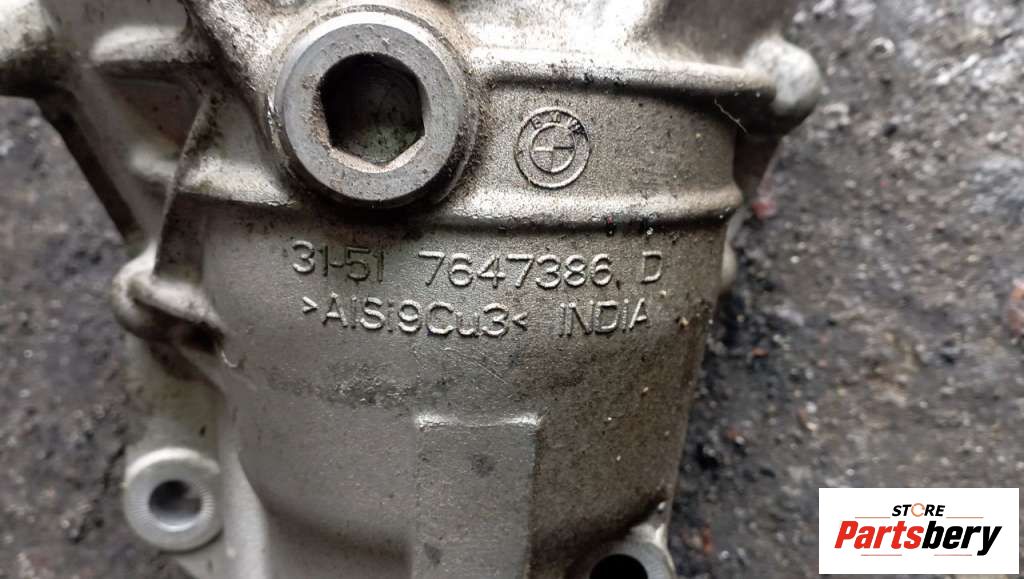 BMW
31-51 7647386. D
>AlSi9Cu3< INDIA
STORE
Partsbery